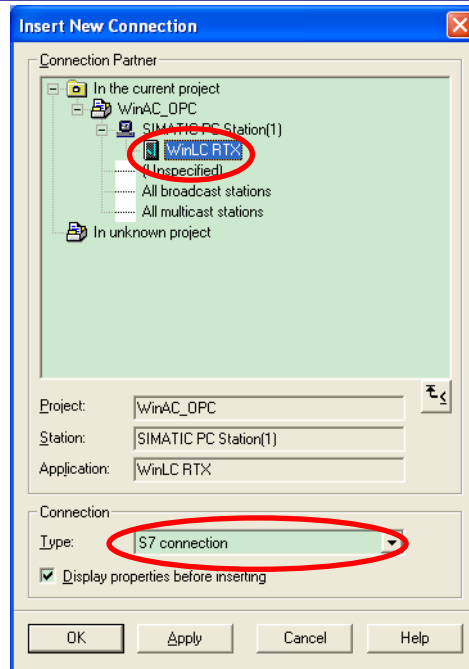 Insert New Connection
Connection Partner
In the current project
WinAC_OPC
SIMATIC PC Station(1)
WinLC RTX
(Unspecified)
All broadcast stations
All multicast stations
In unknown project
Project: WinAC_OPC
Station: SIMATIC PC Station(1)
Application: WinLC RTX
Connection
Type: S7 connection
Display properties before inserting
OK Apply Cancel Help